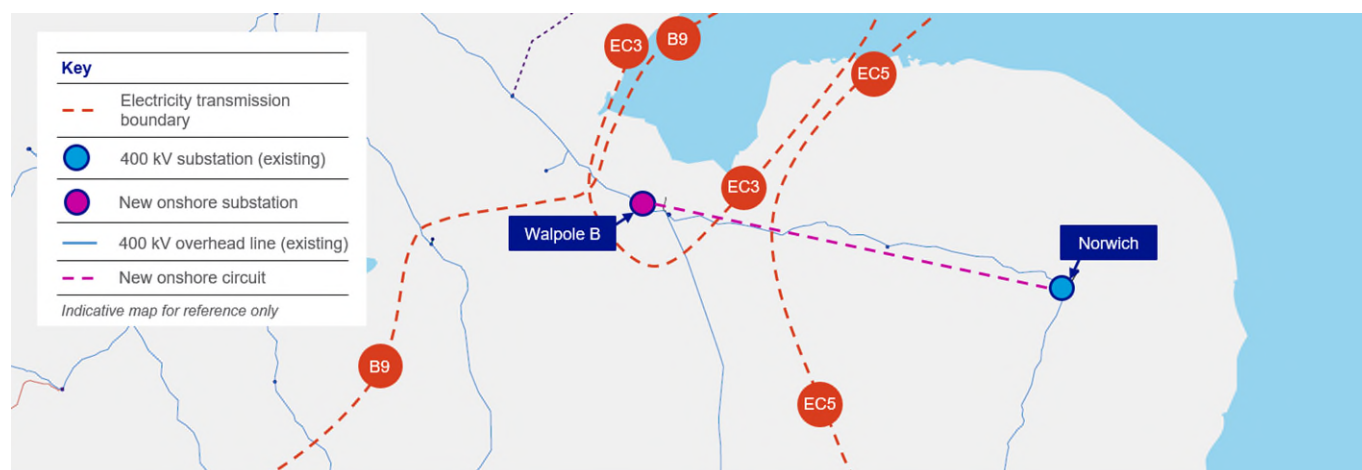 Key
Electricity transmission
boundary
400 kV substation (existing)
New onshore substation
400 kV overhead line (existing)
New onshore circuit
Indicative map for reference only
EC3
B9
EC5
EC3
Walpole B
Norwich
B9
EC5